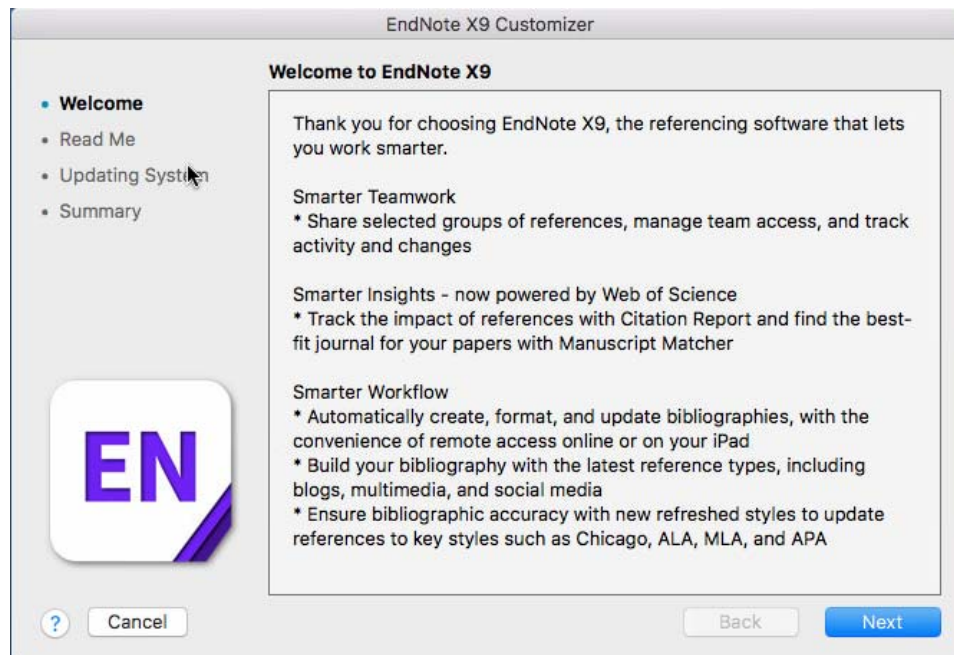 EndNote X9 Customizer
Welcome to EndNote X9
• Welcome
• Read Me
• Updating System
• Summary
Thank you for choosing EndNote X9, the referencing software that lets
you work smarter.
Smarter Teamwork
* Share selected groups of references, manage team access, and track
activity and changes
Smarter Insights - now powered by Web of Science
* Track the impact of references with Citation Report and find the best-
fit journal for your papers with Manuscript Matcher
Smarter Workflow
* Automatically create, format, and update bibliographies, with the
convenience of remote access online or on your iPad
* Build your bibliography with the latest reference types, including
blogs, multimedia, and social media
* Ensure bibliographic accuracy with new refreshed styles to update
references to key styles such as Chicago, ALA, MLA, and APA
EN
? Cancel Back Next